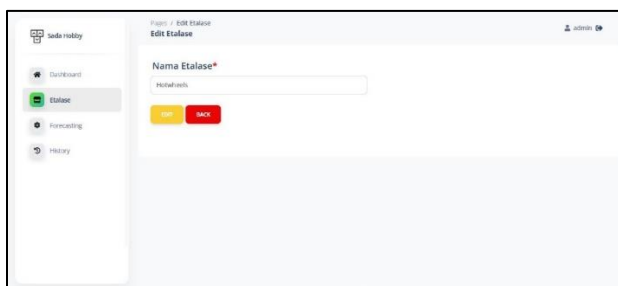 Sada Hobby
Dashboard
Etalase
Forecasting
History
Pages / Edit Etalase
Edit Etalase
admin
Nama Etalase*
Hotwheels
EDIT
BACK